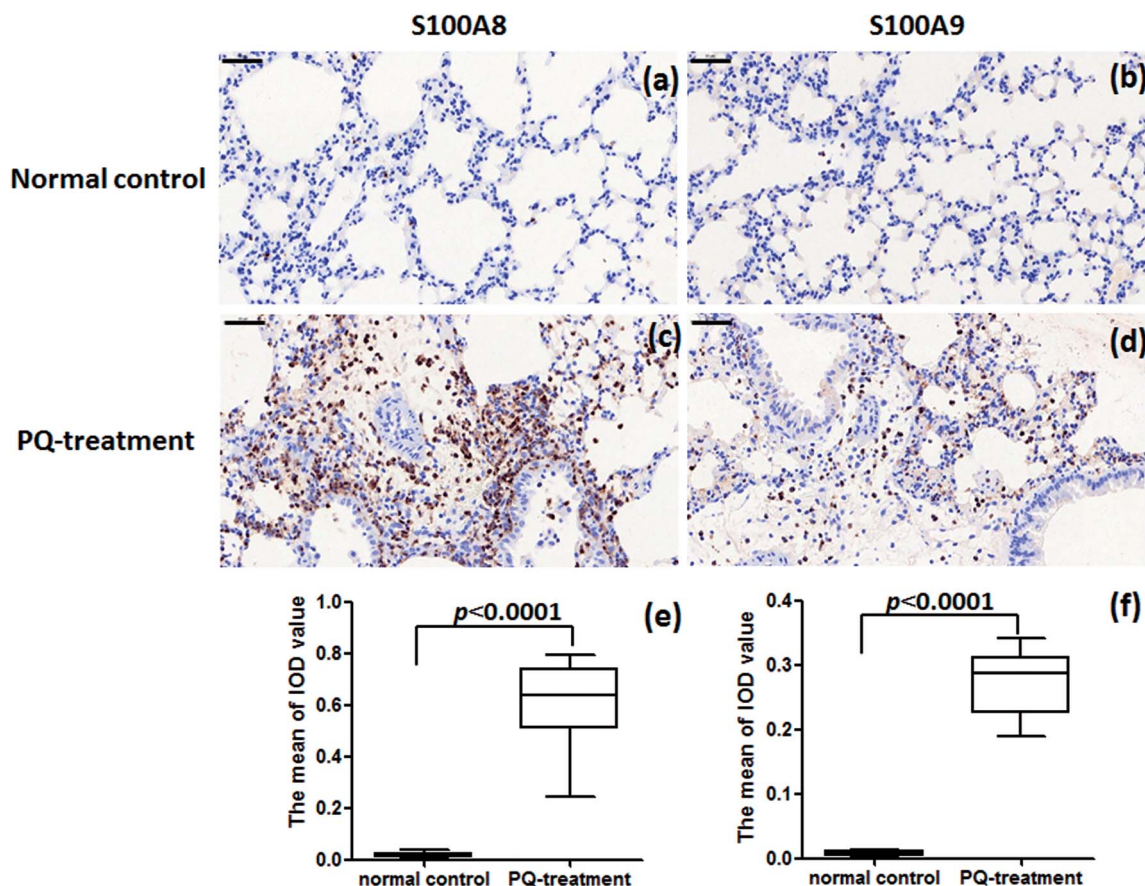 S100A8
S100A9
(a)
(b)
Normal control
(c)
(d)
PQ-treatment
(e)
p<0.0001
The mean of IOD value
1.0
0.8
0.6
0.4
0.2
0.0
normal control
PQ-treatment
(f)
p<0.0001
The mean of IOD value
0.4
0.3
0.2
0.1
0.0
normal control
PQ-treatment